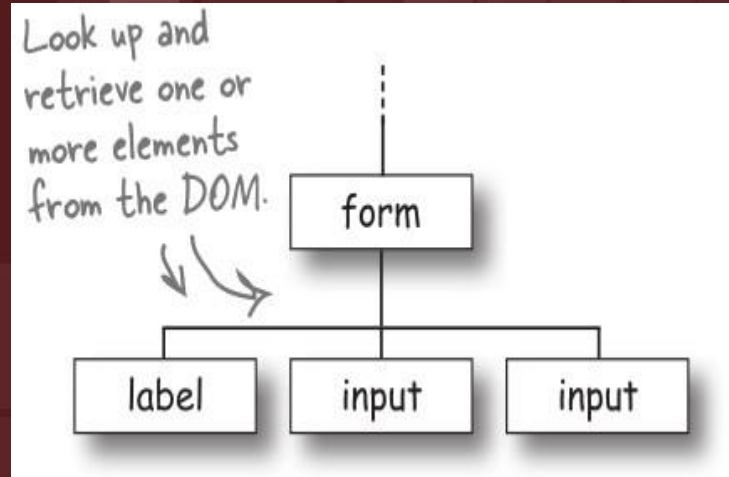 Look up and
retrieve one or
more elements
from the DOM.
form
label input input